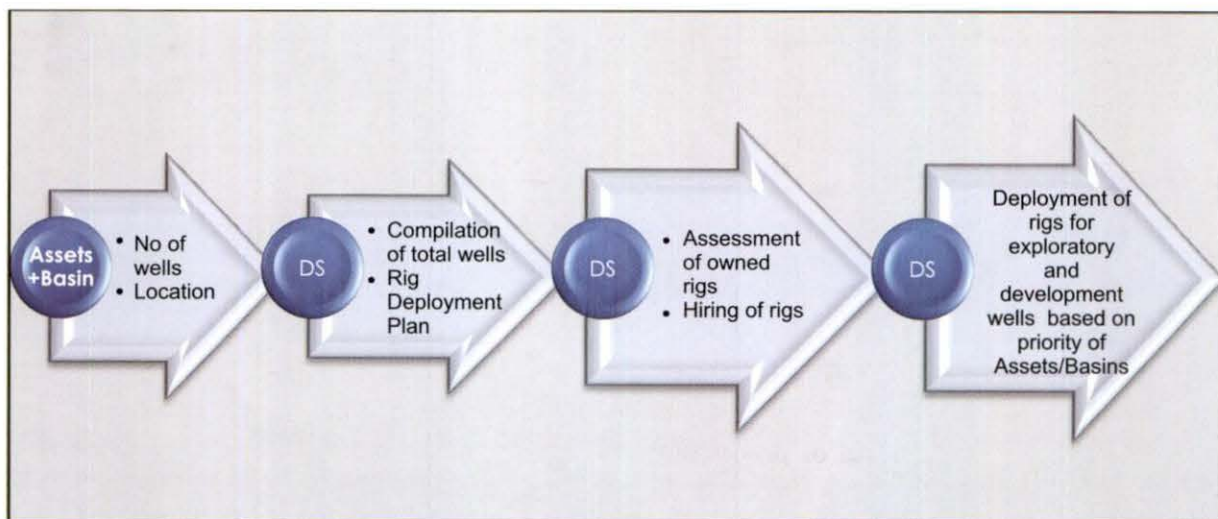 Assets
+Basin
• No of
wells
• Location
DS
• Compilation
of total wells
• Rig
Deployment
Plan
DS
• Assessment
of owned
rigs
• Hiring of rigs
DS
Deployment of
rigs for
exploratory
and
development
wells based on
priority of
Assets/Basins